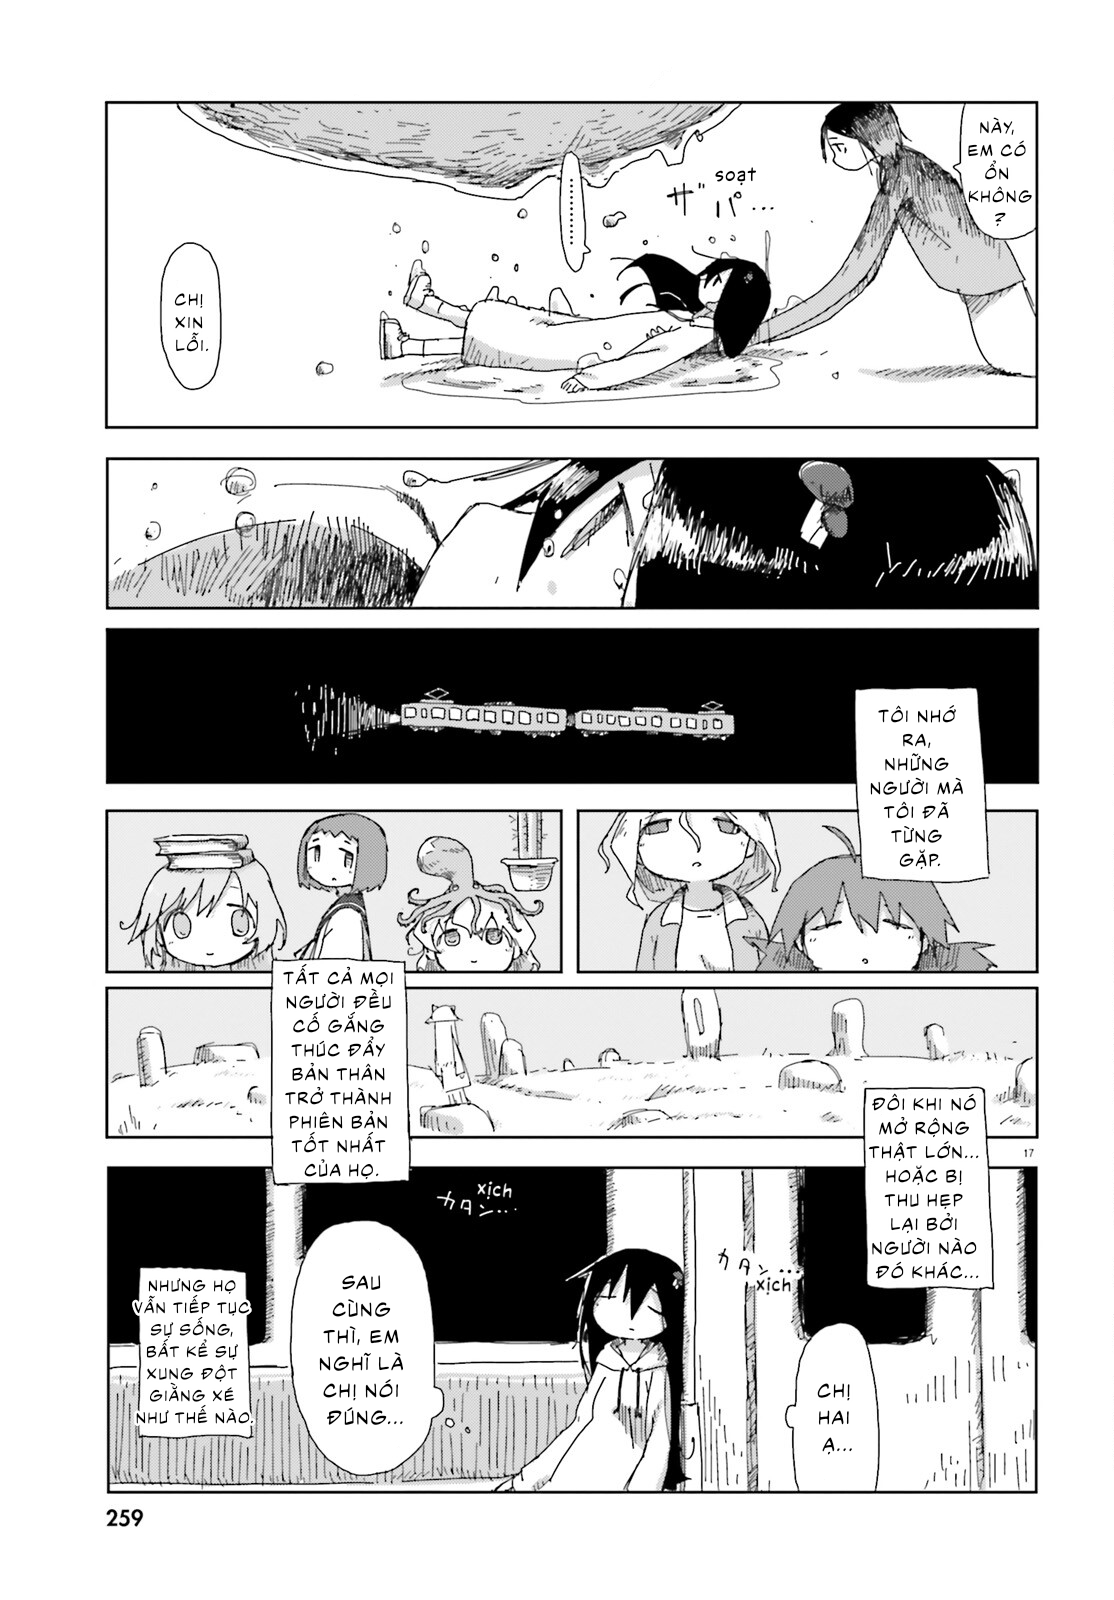 NÀY,
EM CÓ
ỔN
KHÔNG
?
soạt
ザパ...
CHỊ
XIN
LỖI.
TÔI NHỚ
RA,
NHỮNG
NGƯỜI MÀ
TÔI ĐÃ
TỪNG
GẶP.
TẤT CẢ MỌI
NGƯỜI ĐỀU
CỐ GẮNG
THÚC ĐẨY
BẢN THÂN
TRỞ THÀNH
PHIÊN BẢN
TỐT NHẤT
CỦA HỌ.
ĐÔI KHI NÓ
MỞ RỘNG
THẬT LỚN...
HOẶC BỊ
THU HẸP
LẠI BỞI
NGƯỜI NÀO
ĐÓ KHÁC...
17
カタン...
xịch
カタン...
xịch
CHỊ
HAI
Ạ...
SAU
CÙNG
THÌ, EM
NGHĨ LÀ
CHỊ NÓI
ĐÚNG...
NHƯNG HỌ
VẪN TIẾP TỤC
SỰ SỐNG,
BẤT KỂ SỰ
XUNG ĐỘT
GIẰNG XÉ
NHƯ THẾ NÀO.
259